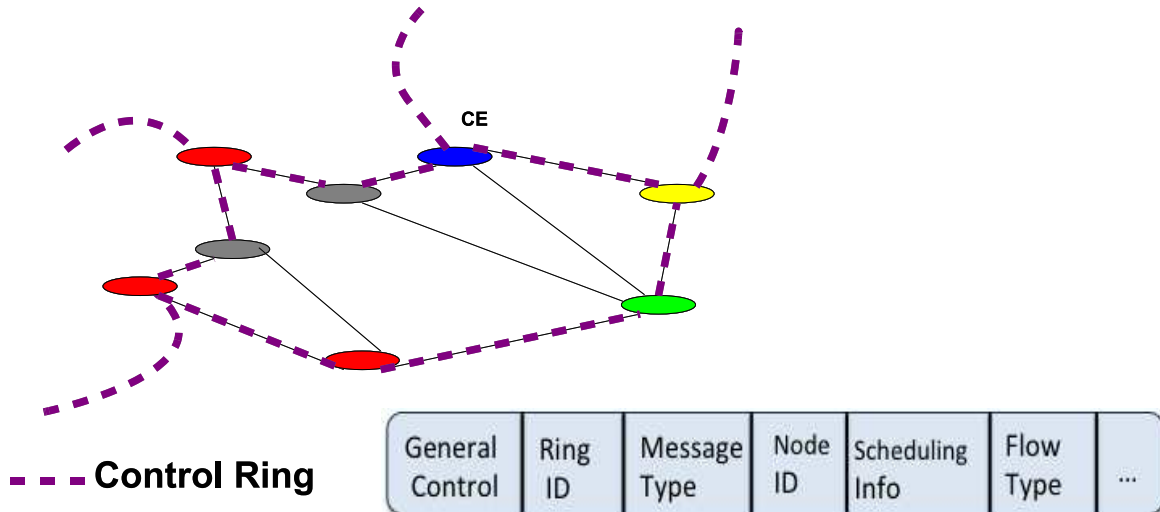 CE
Control Ring
General
Control
Ring
ID
Message
Type
Node
ID
Scheduling
Info
Flow
Type
...